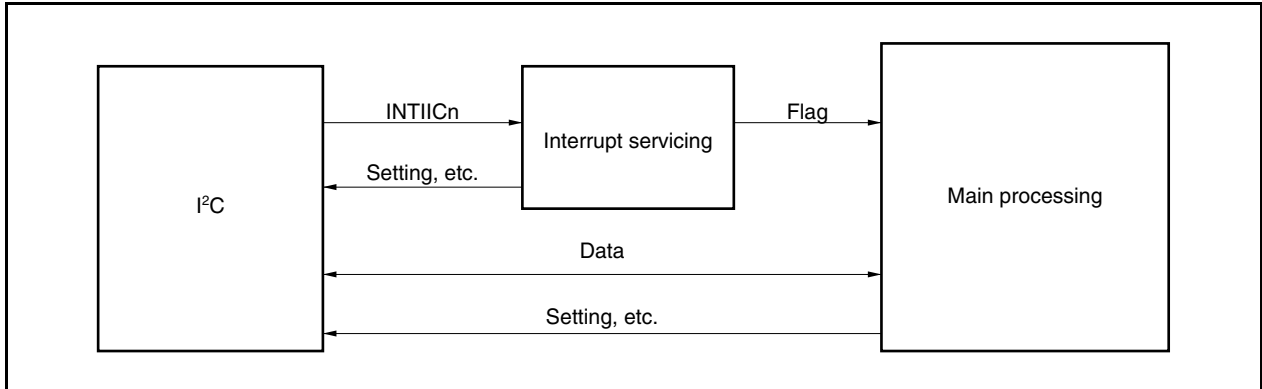 INTIICn
Flag
Interrupt servicing
Setting, etc.
I²C
Main processing
Data
Setting, etc.